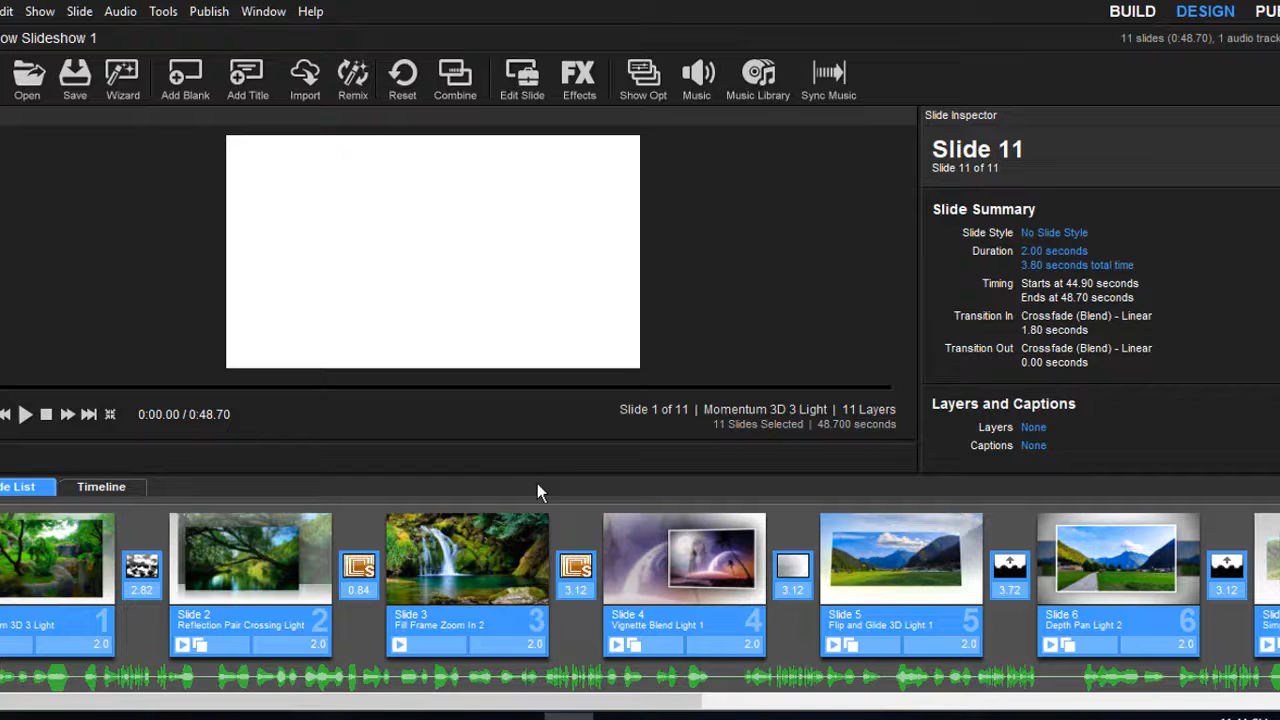 dit Show Slide Audio Tools Publish Window Help
BUILD DESIGN PU
ow Slideshow 1
11 slides (0:48.70), 1 audio track
Open Save Wizard Add Blank Add Title Import Remix Reset Combine Edit Slide Effects Show Opt Music Music Library Sync Music
FX
Slide Inspector
Slide 11
Slide 11 of 11
Slide Summary
Slide Style No Slide Style
Duration 2.00 seconds
3.80 seconds total time
Timing Starts at 44.90 seconds
Ends at 48.70 seconds
Transition In Crossfade (Blend) - Linear
1.80 seconds
Transition Out Crossfade (Blend) - Linear
0.00 seconds
Layers and Captions
Layers None
Captions None
0:00.00 / 0:48.70
Slide 1 of 11 | Momentum 3D 3 Light | 11 Layers
11 Slides Selected | 48.700 seconds
de List Timeline
m 3D 3 Light 1
2.0
2.82
Slide 2
Reflection Pair Crossing Light 2
2.0
0.84
Slide 3
Fill Frame Zoom In 2 3
2.0
3.12
Slide 4
Vignette Blend Light 1 4
2.0
3.12
Slide 5
Flip and Glide 3D Light 1 5
2.0
3.72
Slide 6
Depth Pan Light 2 6
2.0
3.12
Slid
Sim